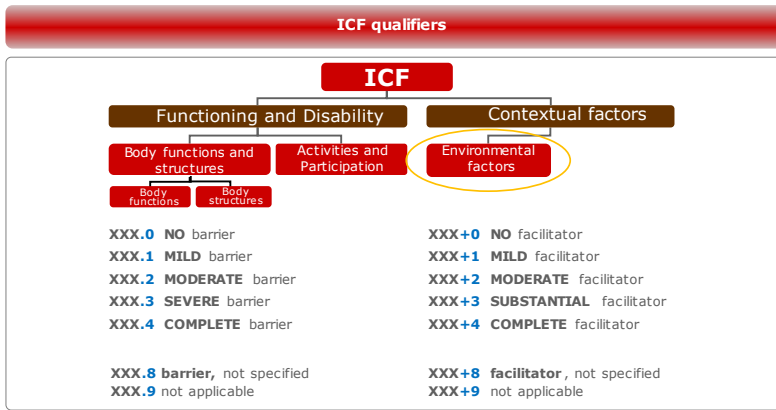 ICF qualifiers
ICF
Functioning and Disability
Contextual factors
Body functions and
structures
Activities and
Participation
Environmental
factors
Body
functions
Body
structures
XXX.0 NO barrier
XXX.1 MILD barrier
XXX.2 MODERATE barrier
XXX.3 SEVERE barrier
XXX.4 COMPLETE barrier
XXX.8 barrier, not specified
XXX.9 not applicable
XXX+0 NO facilitator
XXX+1 MILD facilitator
XXX+2 MODERATE facilitator
XXX+3 SUBSTANTIAL facilitator
XXX+4 COMPLETE facilitator
XXX+8 facilitator , not specified
XXX+9 not applicable